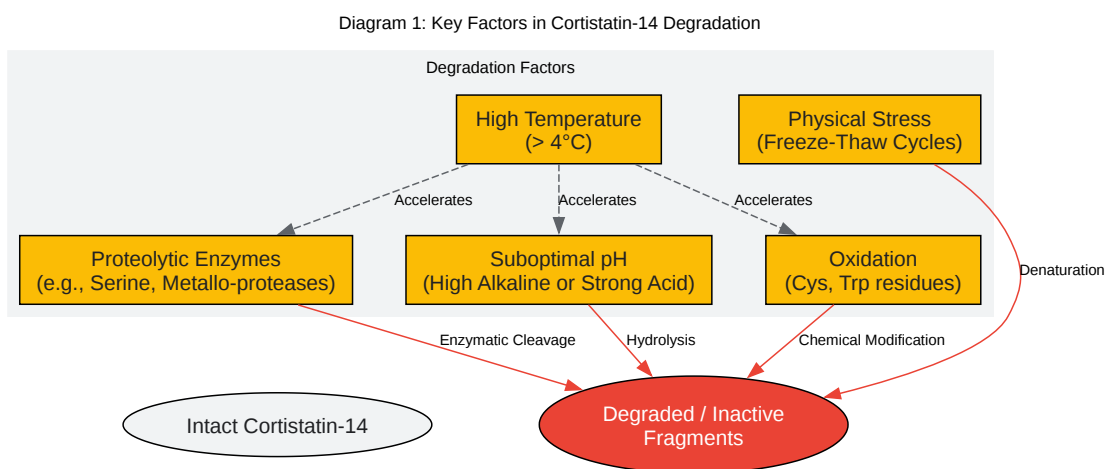 Diagram 1: Key Factors in Cortistatin-14 Degradation
Degradation Factors
High Temperature
(> 4°C)
Physical Stress
(Freeze-Thaw Cycles)
Accelerates
Accelerates
Accelerates
Proteolytic Enzymes
(e.g., Serine, Metallo-proteases)
Suboptimal pH
(High Alkaline or Strong Acid)
Oxidation
(Cys, Trp residues)
Denaturation
Enzymatic Cleavage
Hydrolysis
Chemical Modification
Intact Cortistatin-14
Degraded / Inactive
Fragments